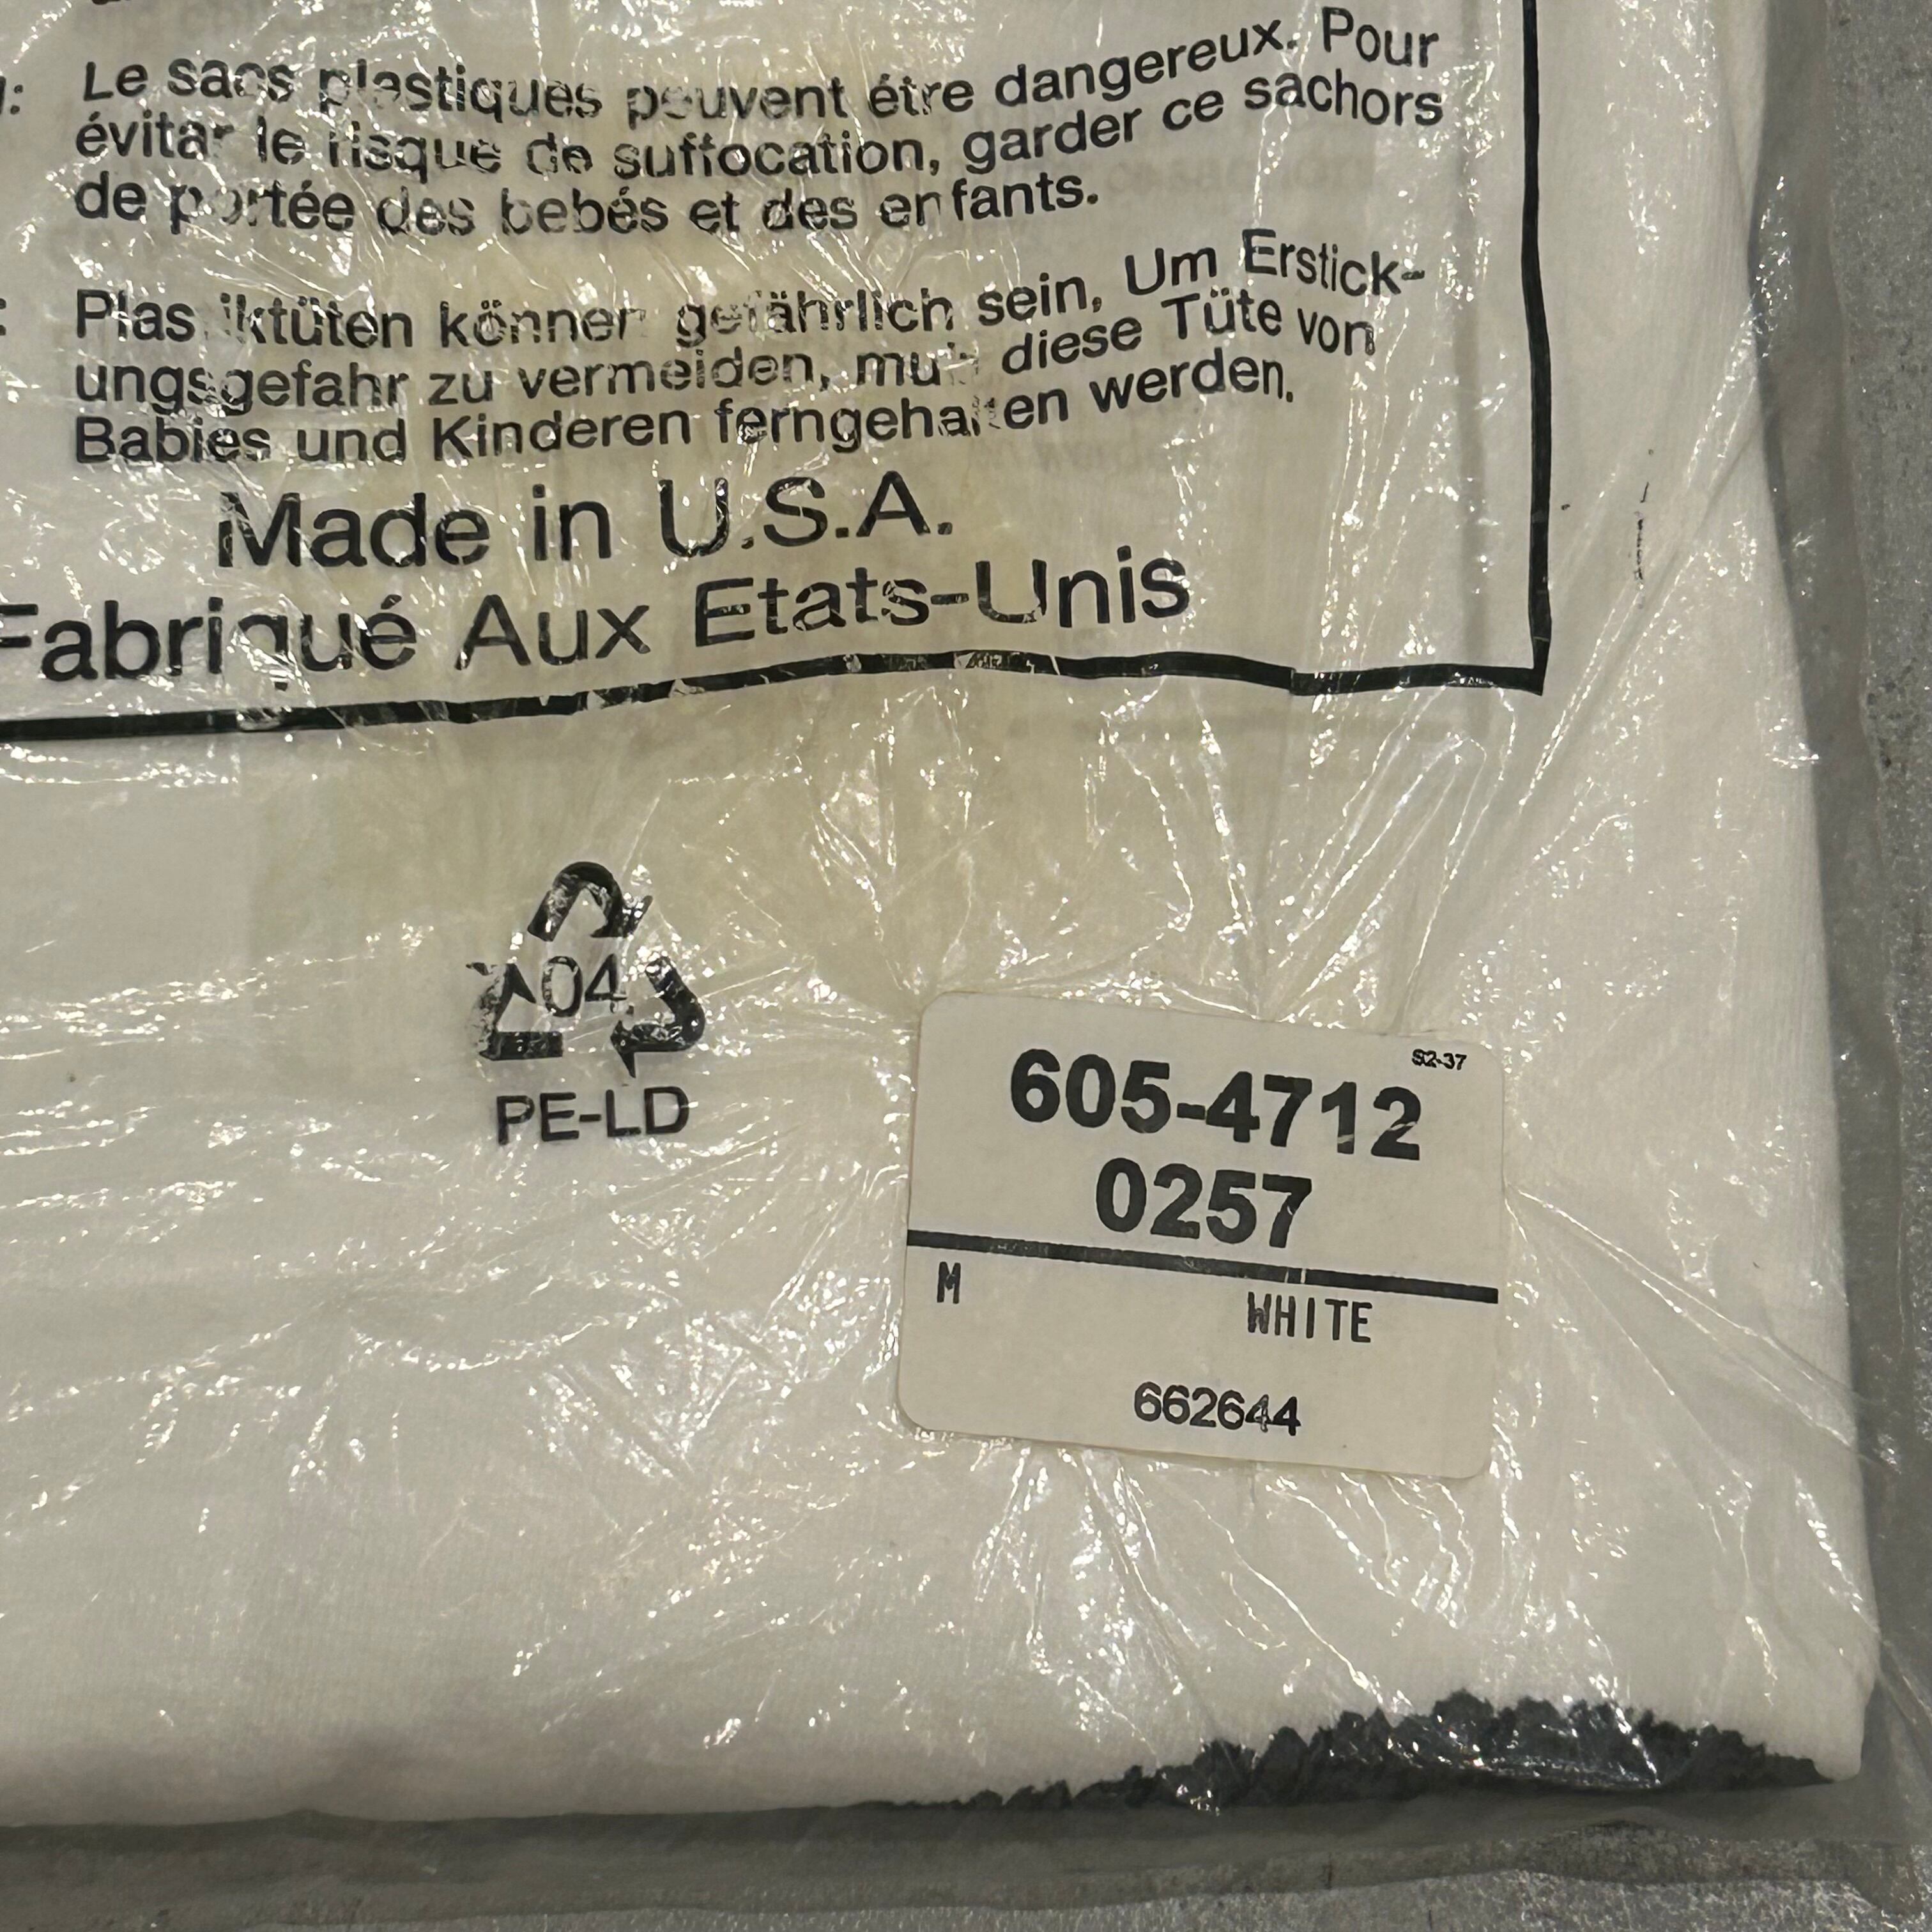 Le sacs plastiques peuvent étre dangereux. Pour
évitar le risque de suffocation, garder ce sachors
de portée des bebés et des enfants.
Plastiktüten können gefährlich sein, Um Erstick-
ungsgefahr zu vermeiden, muß diese Tüte von
Babies und Kinderen ferngehalten werden.
Made in U.S.A.
Fabriqué Aux Etats-Unis
04
PE-LD
S2-37
605-4712
0257
M WHITE
662644